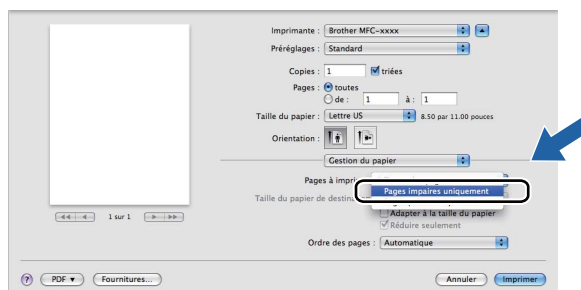 Imprimante : Brother MFC-xxxx
Préréglages : Standard
Copies : 1 triées
Pages : toutes
de : 1 à : 1
Taille du papier : Lettre US 8.50 par 11.00 pouces
Orientation :
Gestion du papier
Pages à imprim
Pages impaires uniquement
Taille du papier de destina
Adapter à la taille du papier
1 sur 1
Réduire seulement
Ordre des pages : Automatique
? PDF Fournitures... Annuler Imprimer